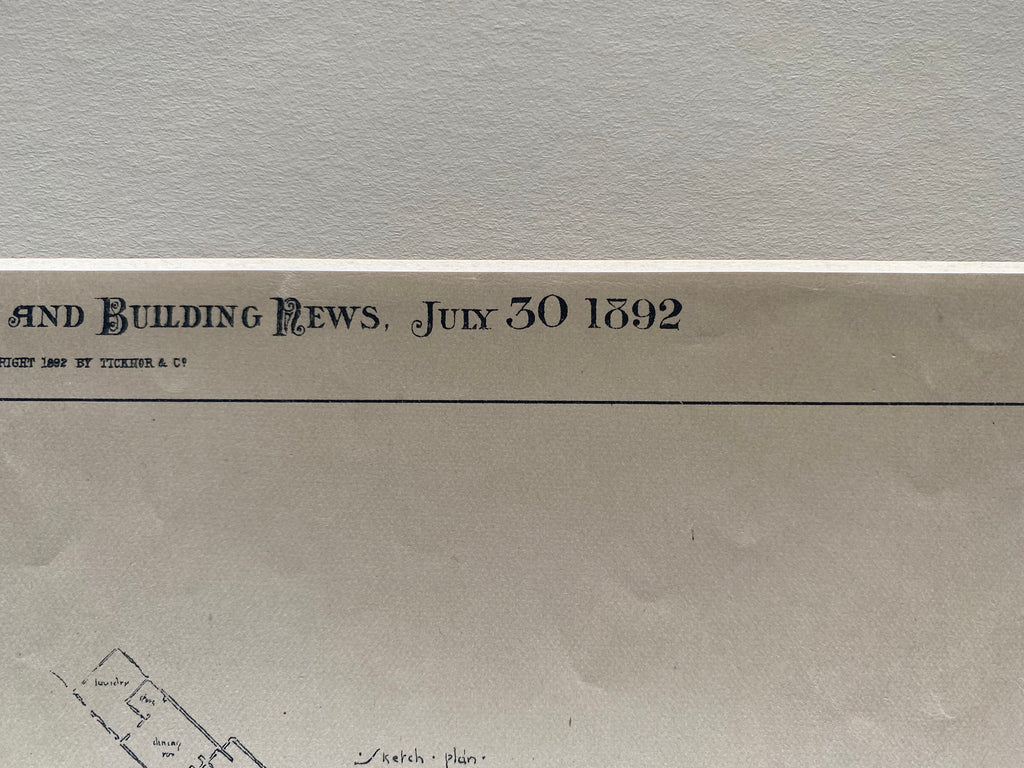 AND BUILDING NEWS, JULY 30 1892
RIGHT 1892 BY TICKNOR & Cº
laundry
dining
·Sketch · plan·